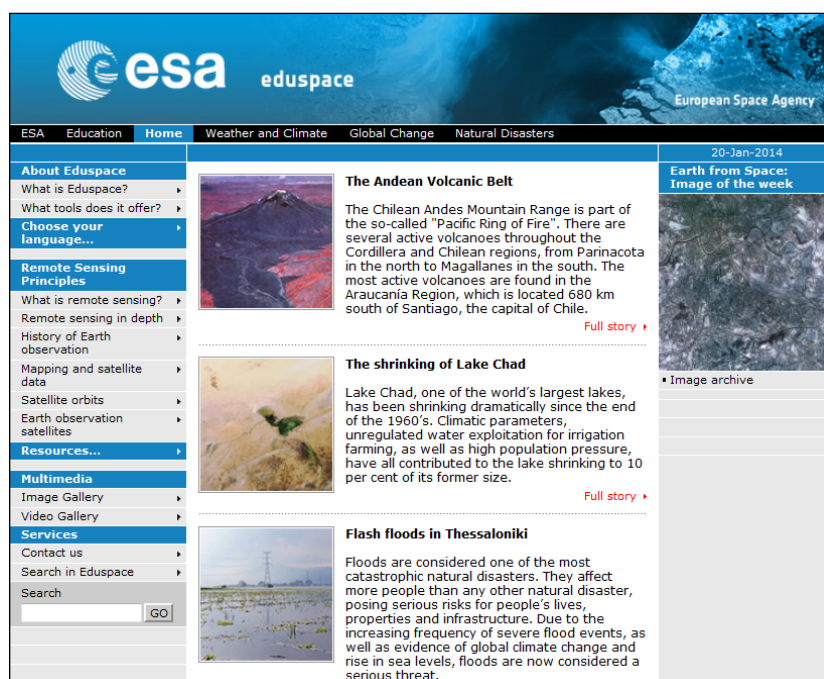 esa
eduspace
European Space Agency
ESA Education Home Weather and Climate Global Change Natural Disasters
About Eduspace
What is Eduspace?
What tools does it offer?
Choose your
language...
Remote Sensing
Principles
What is remote sensing?
Remote sensing in depth
History of Earth
observation
Mapping and satellite
data
Satellite orbits
Earth observation
satellites
Resources...
Multimedia
Image Gallery
Video Gallery
Services
Contact us
Search in Eduspace
Search
GO
The Andean Volcanic Belt
The Chilean Andes Mountain Range is part of
the so-called "Pacific Ring of Fire". There are
several active volcanoes throughout the
Cordillera and Chilean regions, from Parinacota
in the north to Magallanes in the south. The
most active volcanoes are found in the
Araucanía Region, which is located 680 km
south of Santiago, the capital of Chile.
Full story
The shrinking of Lake Chad
Lake Chad, one of the world's largest lakes,
has been shrinking dramatically since the end
of the 1960's. Climatic parameters,
unregulated water exploitation for irrigation
farming, as well as high population pressure,
have all contributed to the lake shrinking to 10
per cent of its former size.
Full story
Flash floods in Thessaloniki
Floods are considered one of the most
catastrophic natural disasters. They affect
more people than any other natural disaster,
posing serious risks for people's lives,
properties and infrastructure. Due to the
increasing frequency of severe flood events, as
well as evidence of global climate change and
rise in sea levels, floods are now considered a
serious threat.
20-Jan-2014
Earth from Space:
Image of the week
Image archive